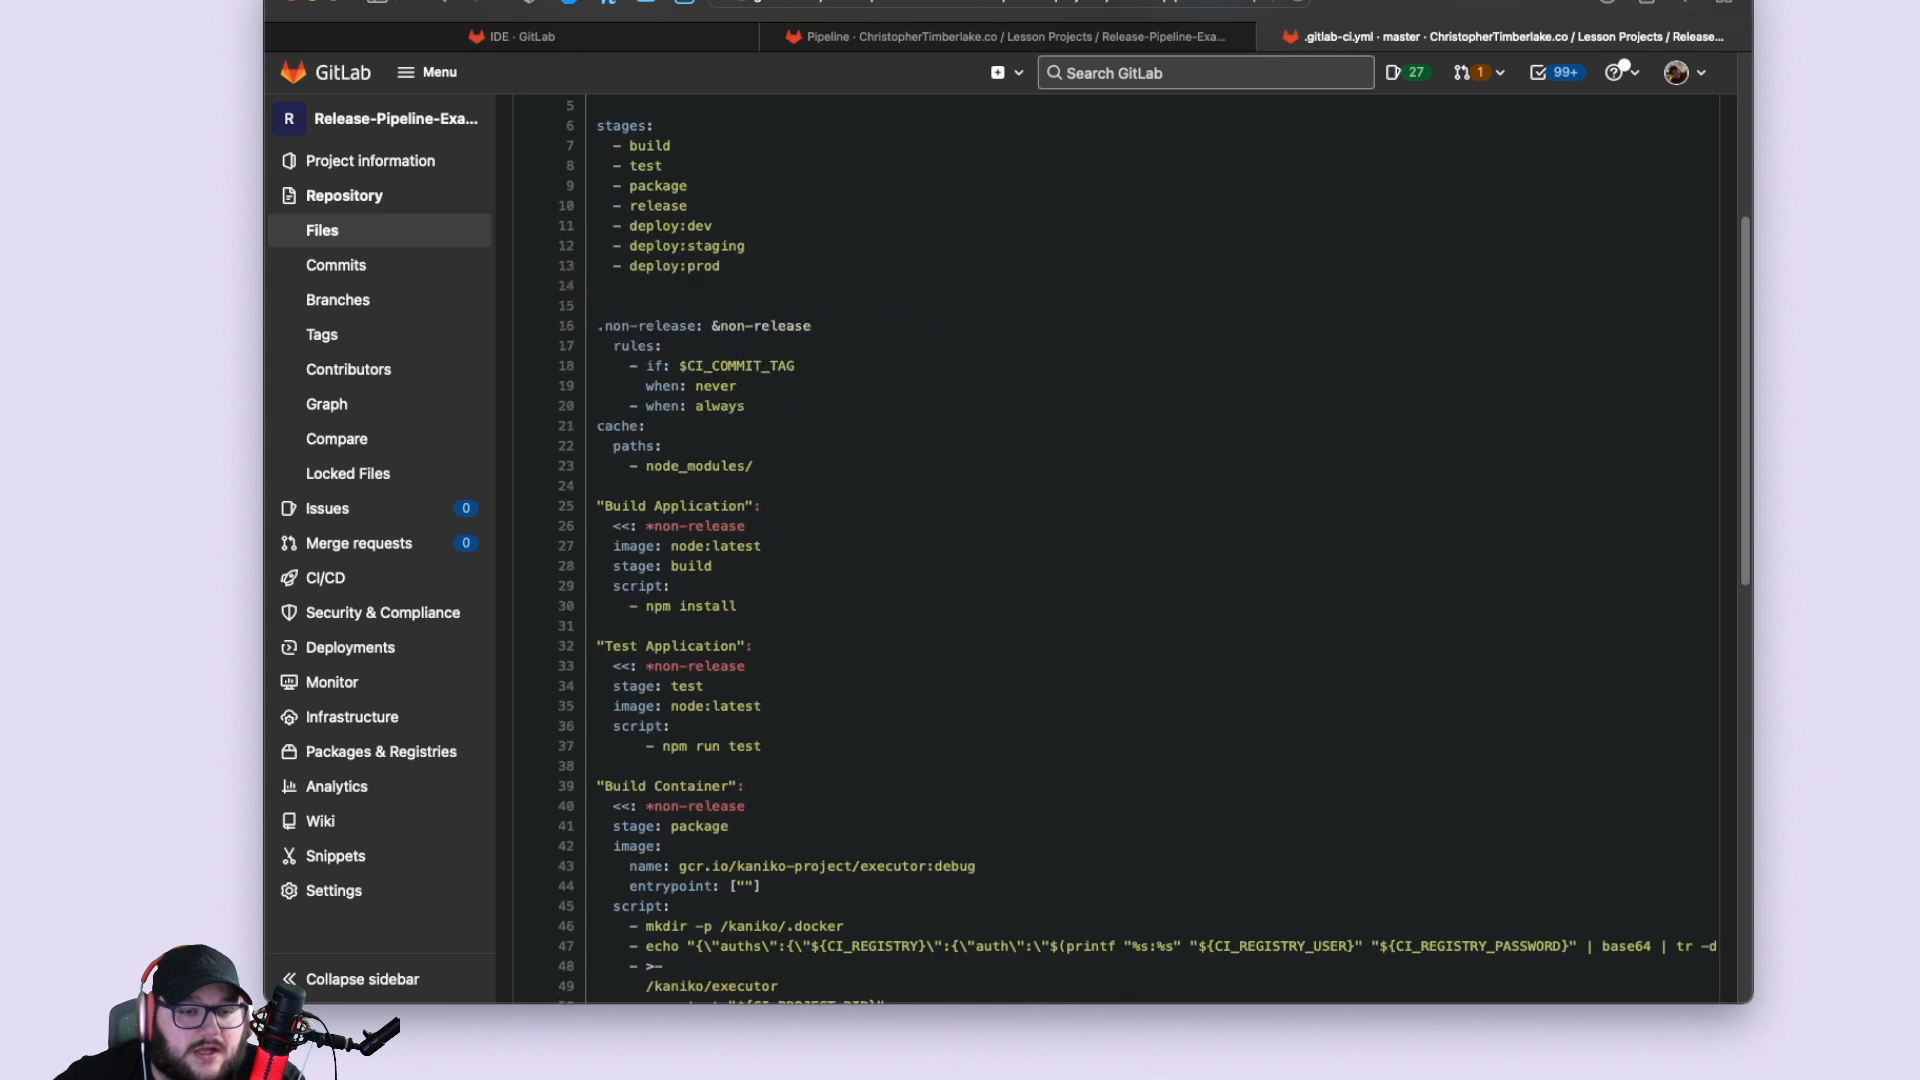 IDE · GitLab
Pipeline · ChristopherTimberlake.co / Lesson Projects / Release-Pipeline-Exa...
.gitlab-ci.yml · master · ChristopherTimberlake.co / Lesson Projects / Release...
GitLab
Menu
Search GitLab
27
1
99+
R
Release-Pipeline-Exa...
Project information
Repository
Files
Commits
Branches
Tags
Contributors
Graph
Compare
Locked Files
Issues
0
Merge requests
0
CI/CD
Security & Compliance
Deployments
Monitor
Infrastructure
Packages & Registries
Analytics
Wiki
Snippets
Settings
Collapse sidebar
5
6 stages:
7 - build
8 - test
9 - package
10 - release
11 - deploy:dev
12 - deploy:staging
13 - deploy:prod
14
15
16 .non-release: &non-release
17 rules:
18 - if: $CI_COMMIT_TAG
19 when: never
20 - when: always
21 cache:
22 paths:
23 - node_modules/
24
25 "Build Application":
26 <<: *non-release
27 image: node:latest
28 stage: build
29 script:
30 - npm install
31
32 "Test Application":
33 <<: *non-release
34 stage: test
35 image: node:latest
36 script:
37 - npm run test
38
39 "Build Container":
40 <<: *non-release
41 stage: package
42 image:
43 name: gcr.io/kaniko-project/executor:debug
44 entrypoint: [""]
45 script:
46 - mkdir -p /kaniko/.docker
47 - echo "{\"auths\":{\"${CI_REGISTRY}\":{\"auth\":\"$(printf "%s:%s" "${CI_REGISTRY_USER}" "${CI_REGISTRY_PASSWORD}" | base64 | tr -d
48 - >-
49 /kaniko/executor